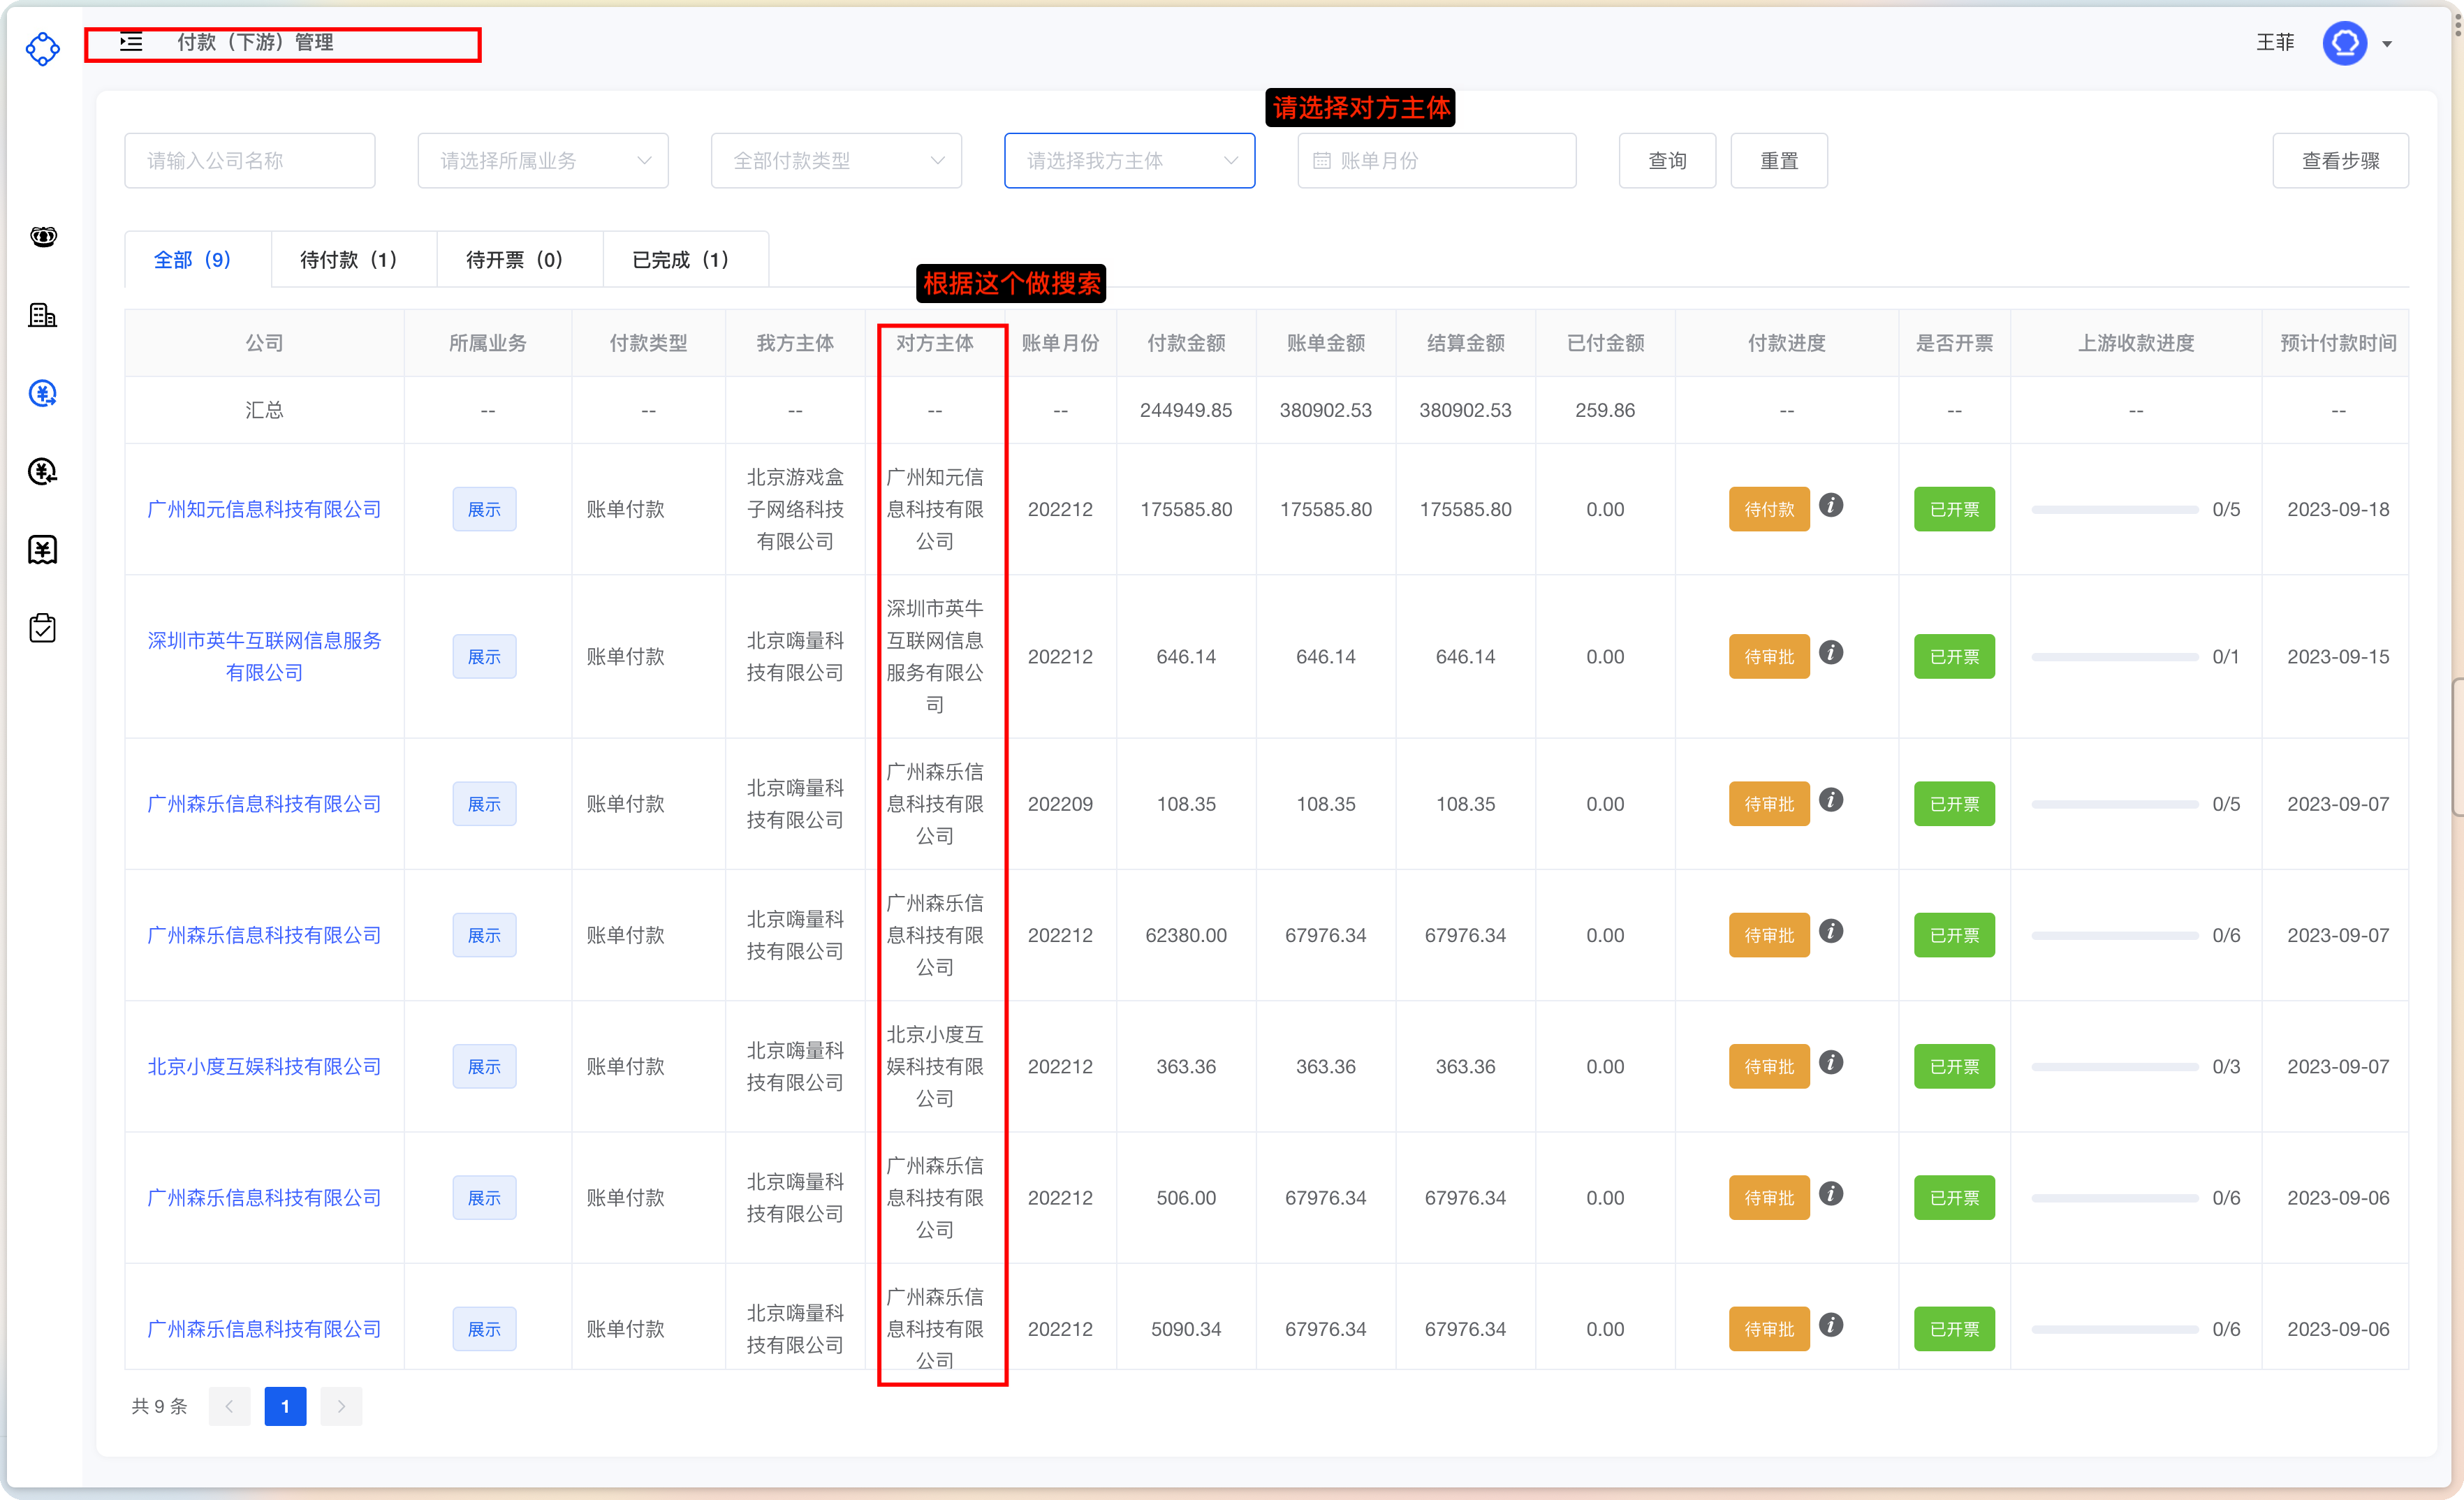 付款（下游）管理
王菲
请选择对方主体
请输入公司名称
请选择所属业务
全部付款类型
请选择我方主体
账单月份
查询
重置
查看步骤
全部（9）
待付款（1）
待开票（0）
已完成（1）
根据这个做搜索
公司 所属业务 付款类型 我方主体 对方主体 账单月份 付款金额 账单金额 结算金额 已付金额 付款进度 是否开票 上游收款进度 预计付款时间
汇总 -- -- -- -- -- 244949.85 380902.53 380902.53 259.86 -- -- -- --
广州知元信息科技有限公司
展示
账单付款
北京游戏盒
子网络科技
有限公司
广州知元信
息科技有限
公司
202212 175585.80 175585.80 175585.80 0.00 待付款 已开票 0/5 2023-09-18
深圳市英牛互联网信息服务
有限公司
展示
账单付款
北京嗨量科
技有限公司
深圳市英牛
互联网信息
服务有限公
司
202212 646.14 646.14 646.14 0.00 待审批 已开票 0/1 2023-09-15
广州森乐信息科技有限公司
展示
账单付款
北京嗨量科
技有限公司
广州森乐信
息科技有限
公司
202209 108.35 108.35 108.35 0.00 待审批 已开票 0/5 2023-09-07
广州森乐信息科技有限公司
展示
账单付款
北京嗨量科
技有限公司
广州森乐信
息科技有限
公司
202212 62380.00 67976.34 67976.34 0.00 待审批 已开票 0/6 2023-09-07
北京小度互娱科技有限公司
展示
账单付款
北京嗨量科
技有限公司
北京小度互
娱科技有限
公司
202212 363.36 363.36 363.36 0.00 待审批 已开票 0/3 2023-09-07
广州森乐信息科技有限公司
展示
账单付款
北京嗨量科
技有限公司
广州森乐信
息科技有限
公司
202212 506.00 67976.34 67976.34 0.00 待审批 已开票 0/6 2023-09-06
广州森乐信息科技有限公司
展示
账单付款
北京嗨量科
技有限公司
广州森乐信
息科技有限
公司
202212 5090.34 67976.34 67976.34 0.00 待审批 已开票 0/6 2023-09-06
共 9 条
1